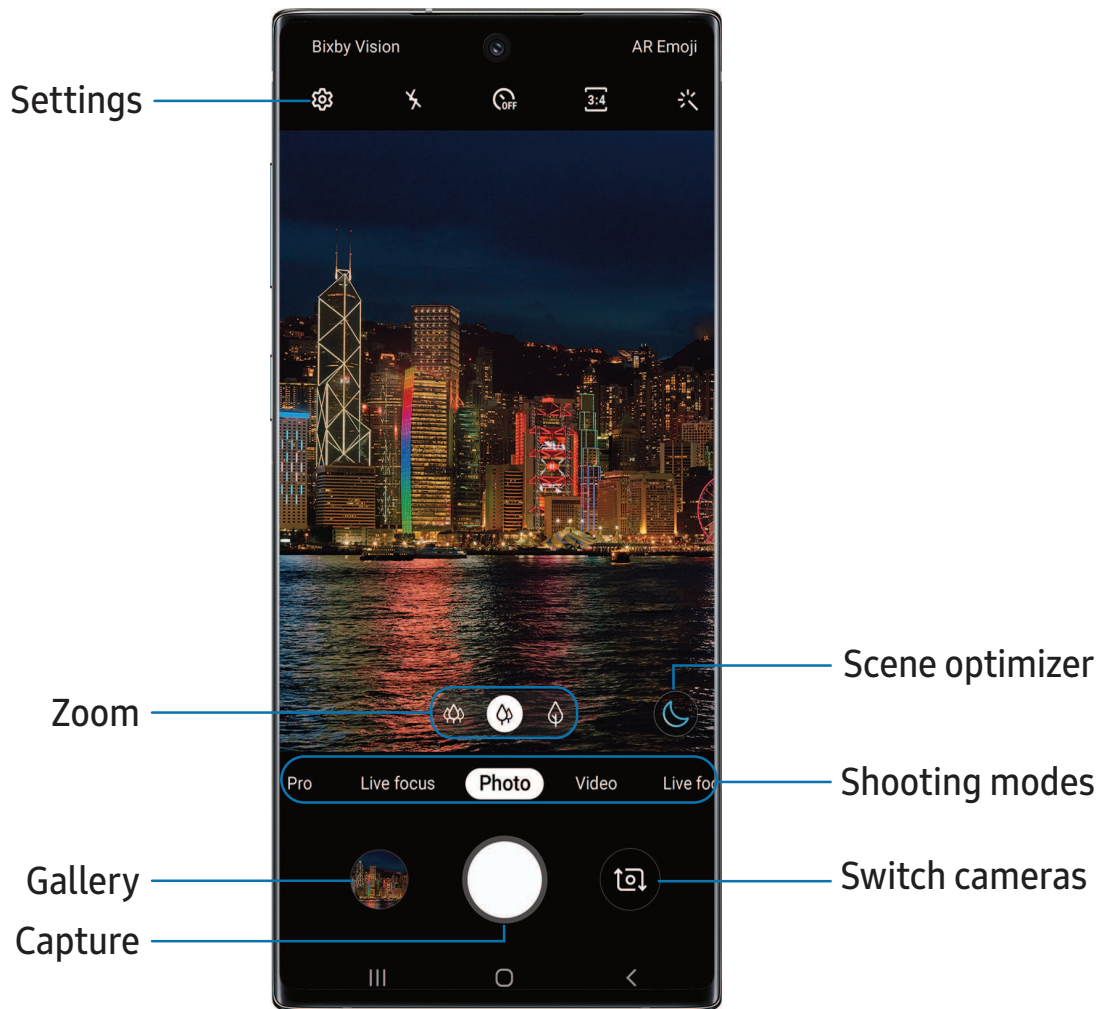 Bixby Vision
AR Emoji
Settings
OFF
3:4
Scene optimizer
Zoom
Pro
Live focus
Photo
Video
Live foc
Shooting modes
Gallery
Switch cameras
Capture